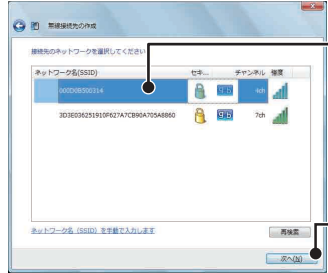 無線接続先の作成
接続先のネットワークを選択してください
ネットワーク名(SSID) セキ... チャンネル 強度
000D0B500314 4ch
3D3E036251910F627A7CB90A705A8860 7ch
ネットワーク名 (SSID) を手動で入力します 再検索
次へ(N)